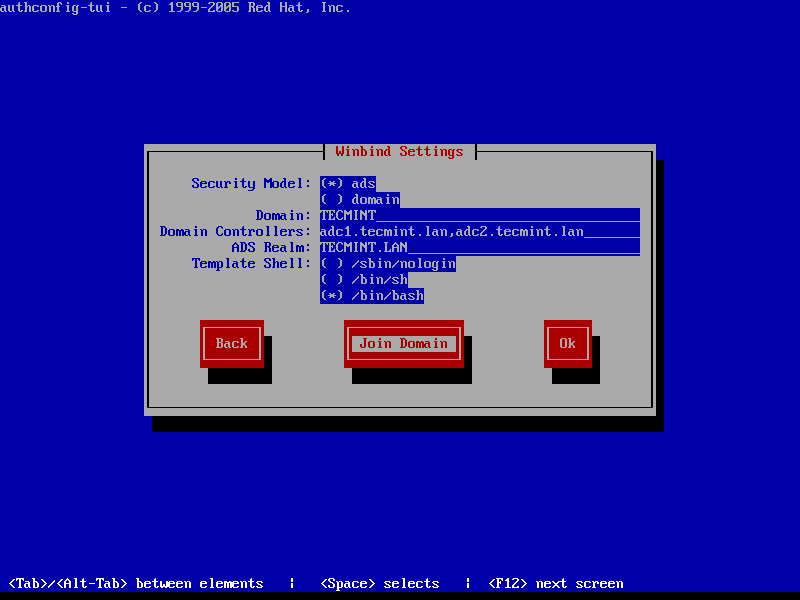 authconfig-tui - (c) 1999-2005 Red Hat, Inc.
Winbind Settings
Security Model: (*) ads
( ) domain
Domain: TECMINT
Domain Controllers: adc1.tecmint.lan,adc2.tecmint.lan
ADS Realm: TECMINT.LAN
Template Shell: ( ) /sbin/nologin
( ) /bin/sh
(*) /bin/bash
Back Join Domain Ok
<Tab>/<Alt-Tab> between elements | <Space> selects | <F12> next screen